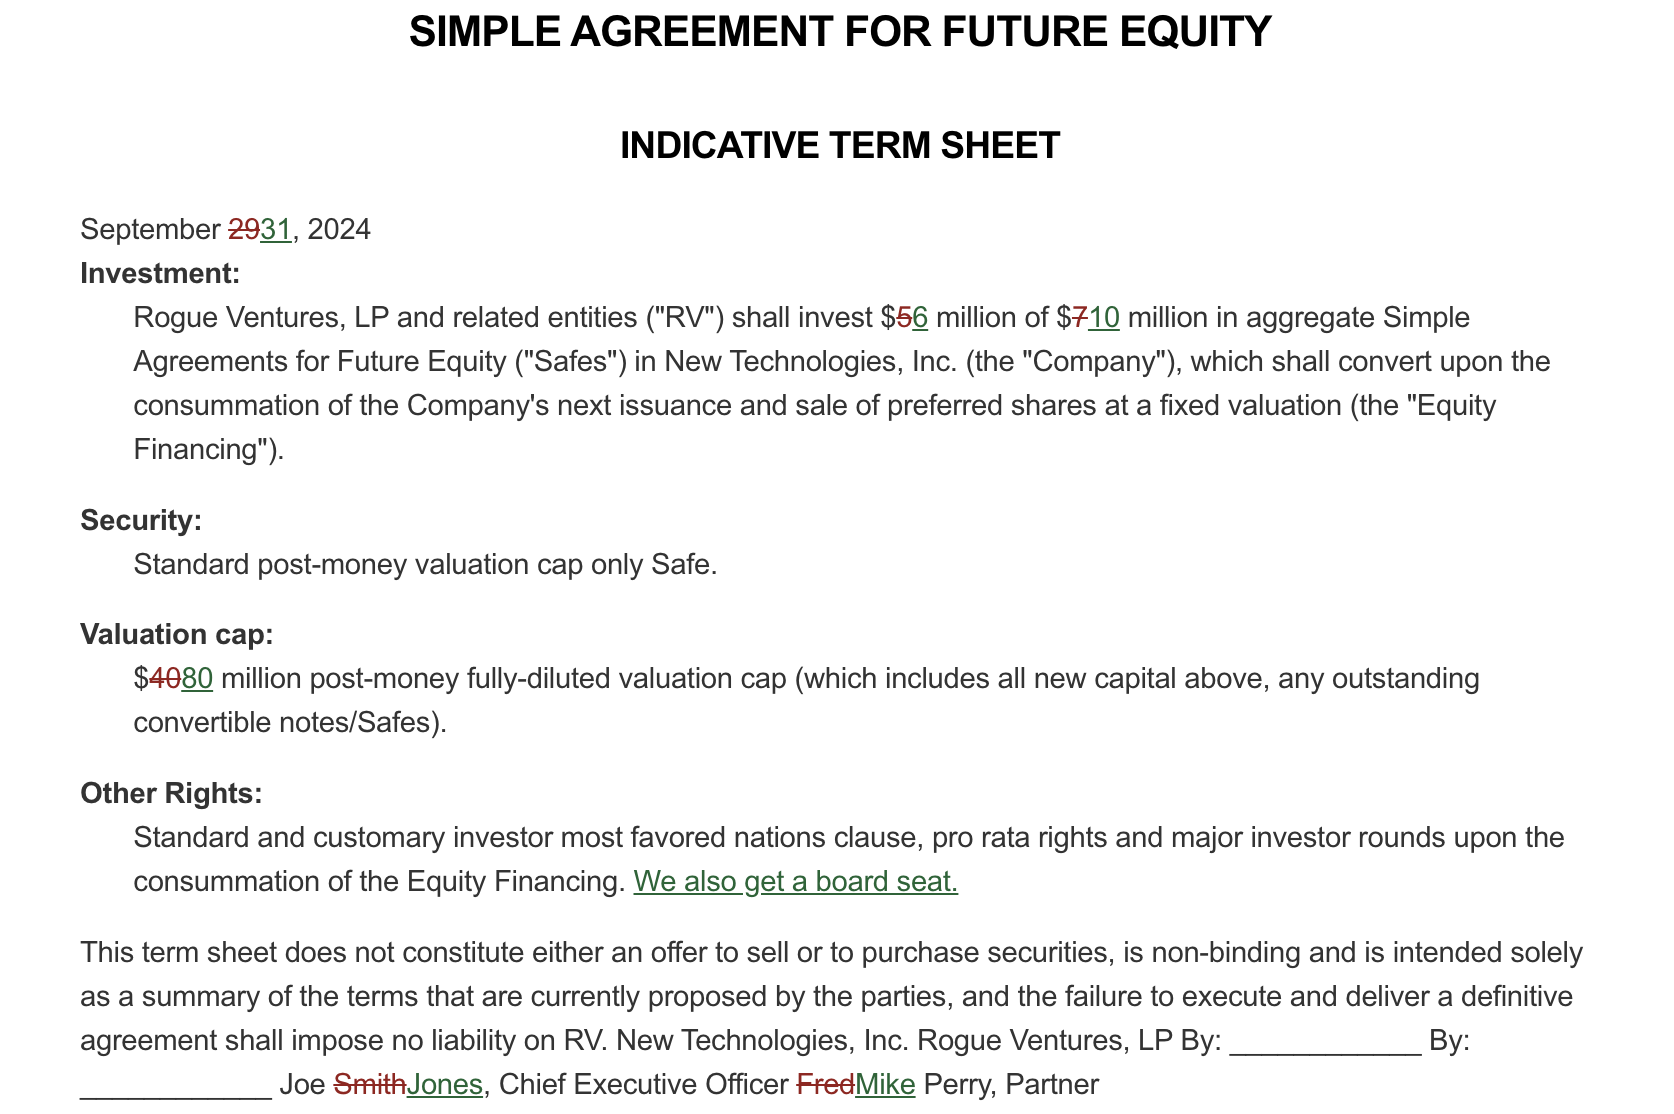 SIMPLE AGREEMENT FOR FUTURE EQUITY
INDICATIVE TERM SHEET
September 2931, 2024
Investment:
Rogue Ventures, LP and related entities ("RV") shall invest $56 million of $710 million in aggregate Simple
Agreements for Future Equity ("Safes") in New Technologies, Inc. (the "Company"), which shall convert upon the
consummation of the Company's next issuance and sale of preferred shares at a fixed valuation (the "Equity
Financing").
Security:
Standard post-money valuation cap only Safe.
Valuation cap:
$4080 million post-money fully-diluted valuation cap (which includes all new capital above, any outstanding
convertible notes/Safes).
Other Rights:
Standard and customary investor most favored nations clause, pro rata rights and major investor rounds upon the
consummation of the Equity Financing. We also get a board seat.
This term sheet does not constitute either an offer to sell or to purchase securities, is non-binding and is intended solely
as a summary of the terms that are currently proposed by the parties, and the failure to execute and deliver a definitive
agreement shall impose no liability on RV. New Technologies, Inc. Rogue Ventures, LP By: ____________ By:
____________ Joe SmithJones, Chief Executive Officer FredMike Perry, Partner